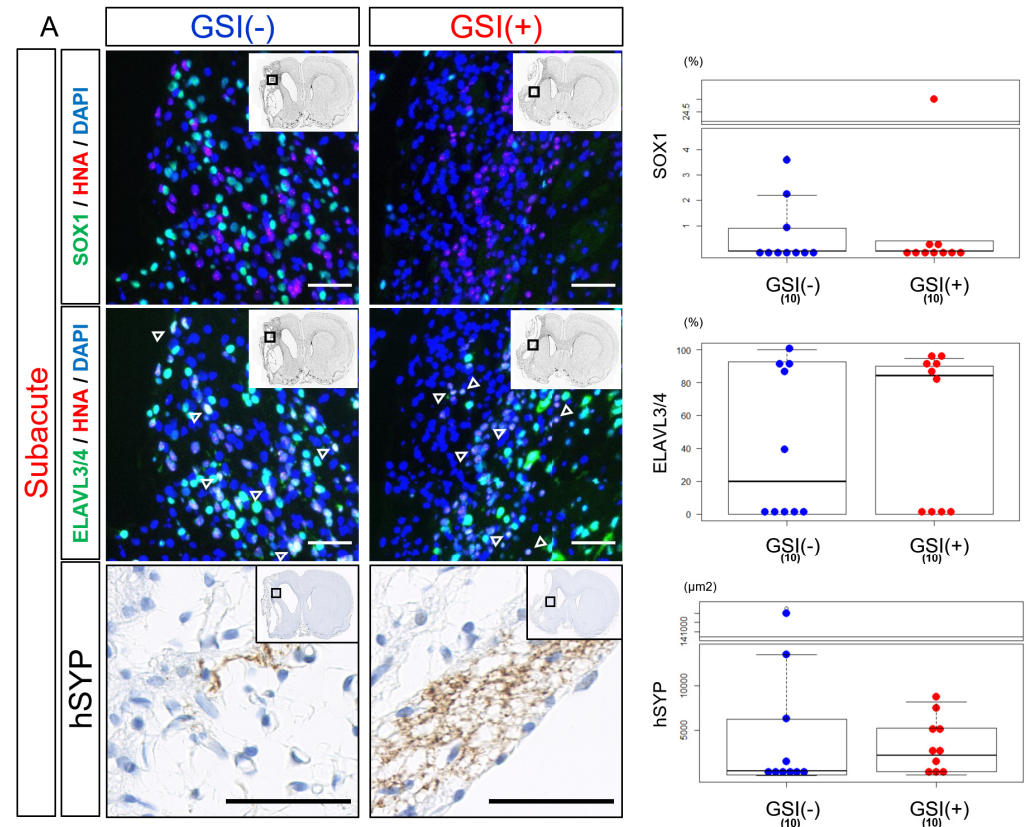 A
GSI(-)
GSI(+)
Subacute
SOX1 / HNA / DAPI
ELAVL3/4 / HNA / DAPI
hSYP
(%)
SOX1
24.5
4
3
2
1
GSI(-)
(10)
GSI(+)
(10)
(%)
ELAVL3/4
100
80
60
40
20
0
GSI(-)
(10)
GSI(+)
(10)
(μm2)
hSYP
141000
10000
5000
GSI(-)
(10)
GSI(+)
(10)